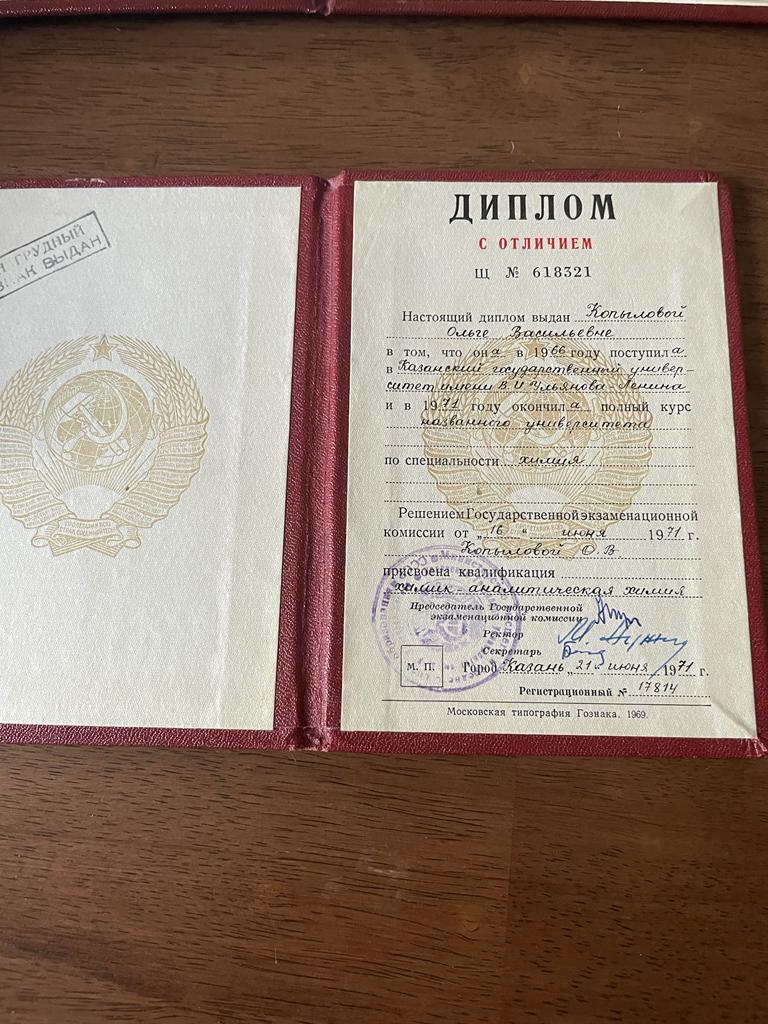 ГРУДНЫЙ
ЗНАК ВЫДАН
ДИПЛОМ
С ОТЛИЧИЕМ
Щ № 618321
Настоящий диплом выдан Копыловой
Ольге Васильевне
в том, что она в 1966 году поступила
в Казанский государственный универ-
ситет имени В.И Ульянова-Ленина
и в 1971 году окончила полный курс
названного университета
по специальности химия
Решением Государственной экзаменационной
комиссии от „16 “ июня 1971 г.
Копыловой О.В
присвоена квалификация
химик-аналитическая химия
Председатель Государственной
экзаменационной комиссии
Ректор
Секретарь
М. П.
Город Казань „21“ июня 1971 г.
Регистрационный № 17814
Московская типография Гознака. 1969.